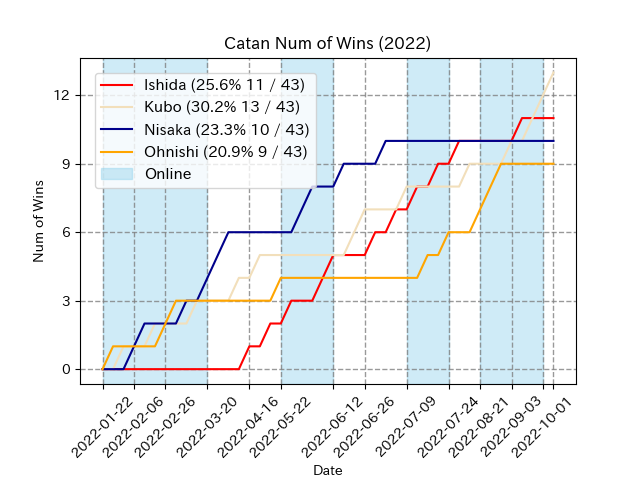 Catan Num of Wins (2022)
Ishida (25.6% 11 / 43)
Kubo (30.2% 13 / 43)
Nisaka (23.3% 10 / 43)
Ohnishi (20.9% 9 / 43)
Online
12
9
6
3
0
Num of Wins
2022-01-22
2022-02-06
2022-02-26
2022-03-20
2022-04-16
2022-05-22
2022-06-12
2022-06-26
2022-07-09
2022-07-24
2022-08-21
2022-09-03
2022-10-01
Date